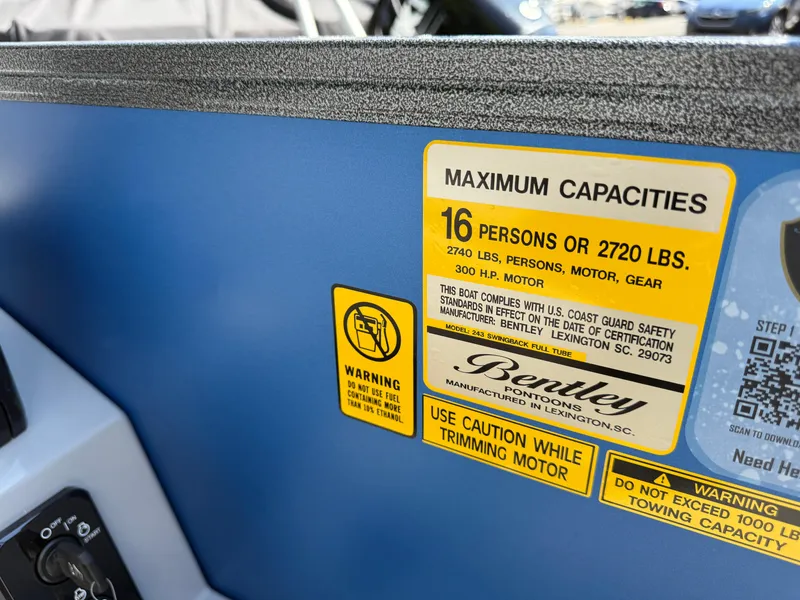 MAXIMUM CAPACITIES
16 PERSONS OR 2720 LBS.
2740 LBS, PERSONS, MOTOR, GEAR
300 H.P. MOTOR
THIS BOAT COMPLIES WITH U.S. COAST GUARD SAFETY
STANDARDS IN EFFECT ON THE DATE OF CERTIFICATION
MANUFACTURER: BENTLEY LEXINGTON SC. 29073
MODEL: 243 SWINGBACK FULL TUBE
Bentley
PONTOONS
MANUFACTURED IN LEXINGTON,SC.
WARNING
DO NOT USE FUEL
CONTAINING MORE
THAN 10% ETHANOL.
USE CAUTION WHILE
TRIMMING MOTOR
WARNING
DO NOT EXCEED 1000 LB
TOWING CAPACITY
STEP 1
SCAN TO DOWNLO
Need He
OFF ON
START